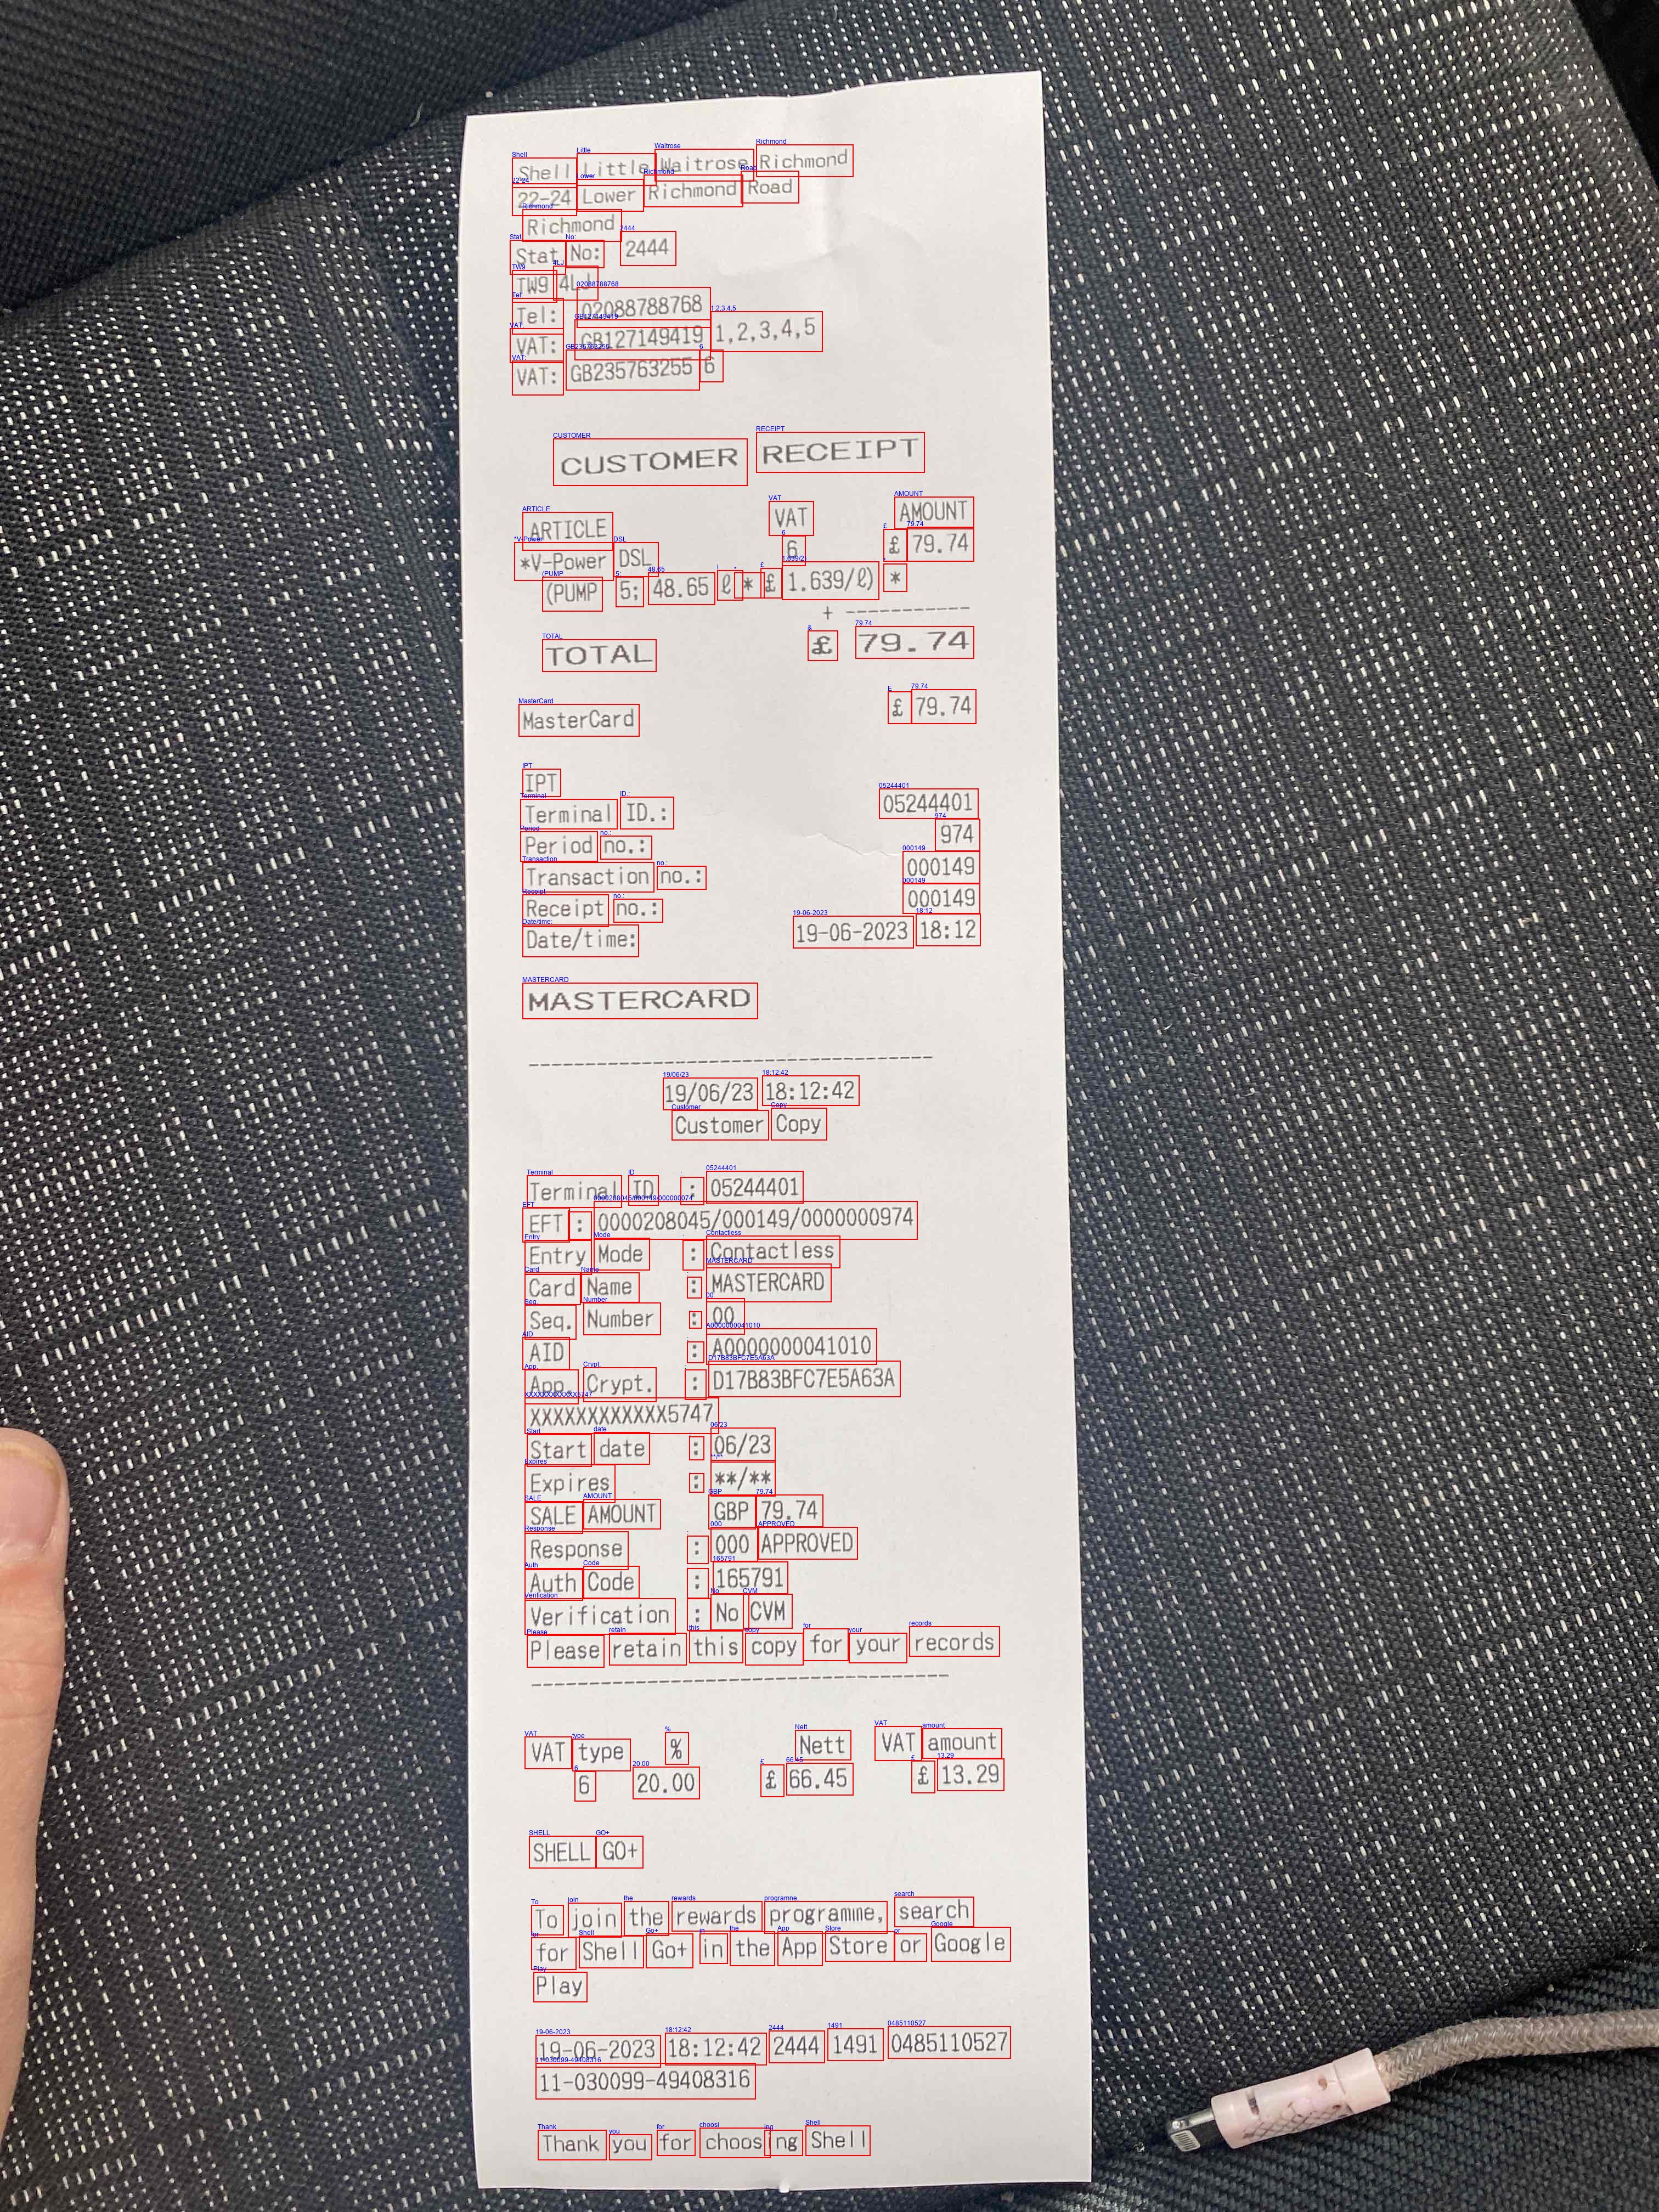 Shell Little Waitrose Richmond
22-24 Lower Richmond Road
Richmond
Stat No: 2444
TW9 4LJ
Tel: 02088788768
VAT: GB127149419 1,2,3,4,5
VAT: GB235763255 6
CUSTOMER RECEIPT
ARTICLE VAT AMOUNT
*V-Power DSL 6 £ 79.74
(PUMP 5; 48.65 ℓ * £ 1.639/ℓ) *
+ -----------
TOTAL £ 79.74
MasterCard £ 79.74
IPT
Terminal ID.: 05244401
Period no.: 974
Transaction no.: 000149
Receipt no.: 000149
Date/time: 19-06-2023 18:12
MASTERCARD
19/06/23 18:12:42
Customer Copy
Terminal ID : 05244401
EFT : 0000208045/000149/0000000974
Entry Mode : Contactless
Card Name : MASTERCARD
Seq. Number : 00
AID : A0000000041010
App. Crypt. : D17B83BFC7E5A63A
XXXXXXXXXXXX5747
Start date : 06/23
Expires : **/**
SALE AMOUNT GBP 79.74
Response : 000 APPROVED
Auth Code : 165791
Verification : No CVM
Please retain this copy for your records
VAT type % Nett VAT amount
6 20.00 £ 66.45 £ 13.29
SHELL GO+
To join the rewards programme, search
for Shell Go+ in the App Store or Google
Play
19-06-2023 18:12:42 2444 1491 0485110527
11-030099-49408316
Thank you for choosing Shell